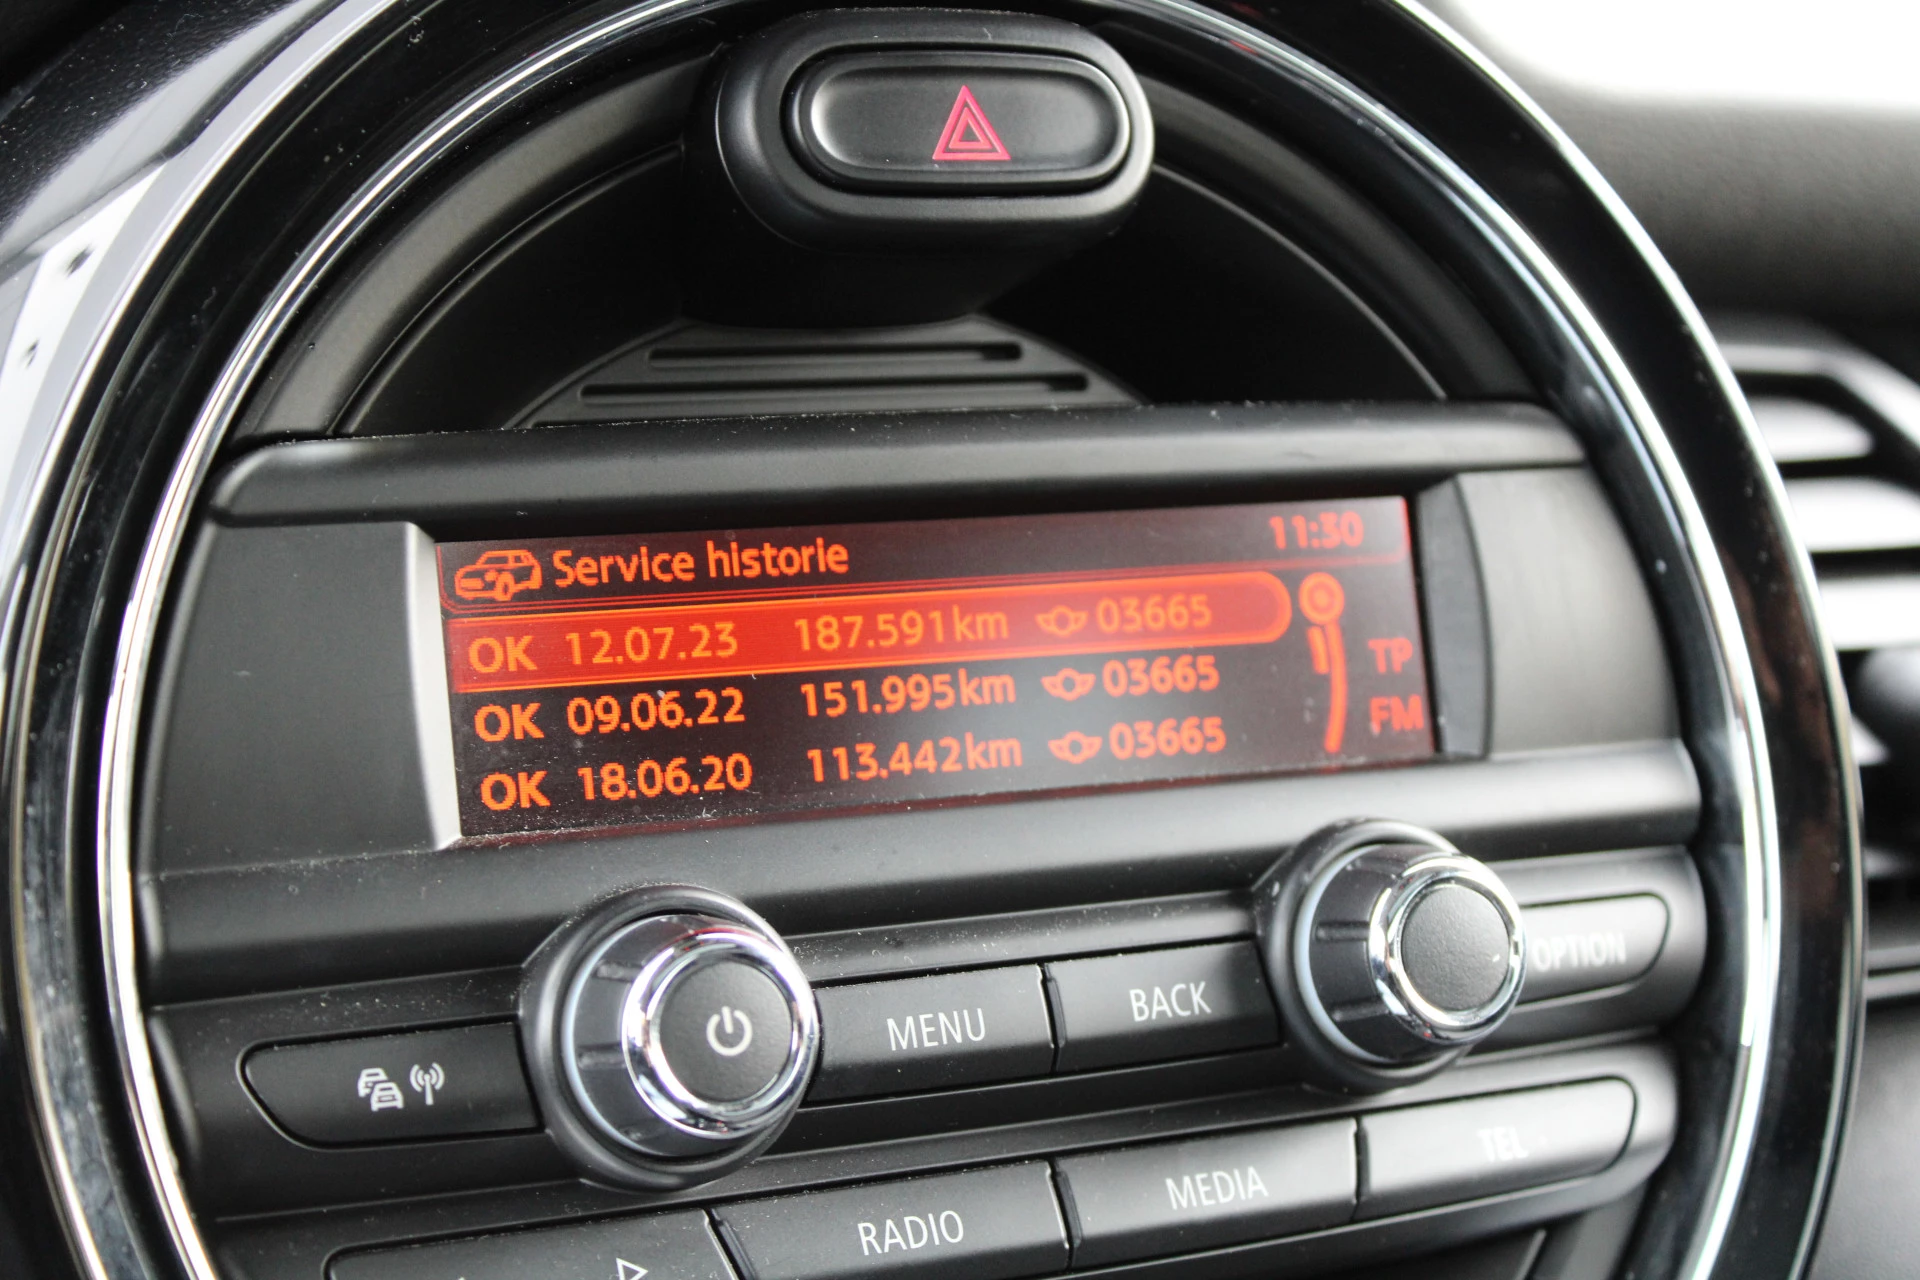 Service historie 11:30
OK 12.07.23 187.591km 03665
OK 09.06.22 151.995km 03665
OK 18.06.20 113.442km 03665
TP
FM
MENU BACK OPTION
RADIO MEDIA TEL